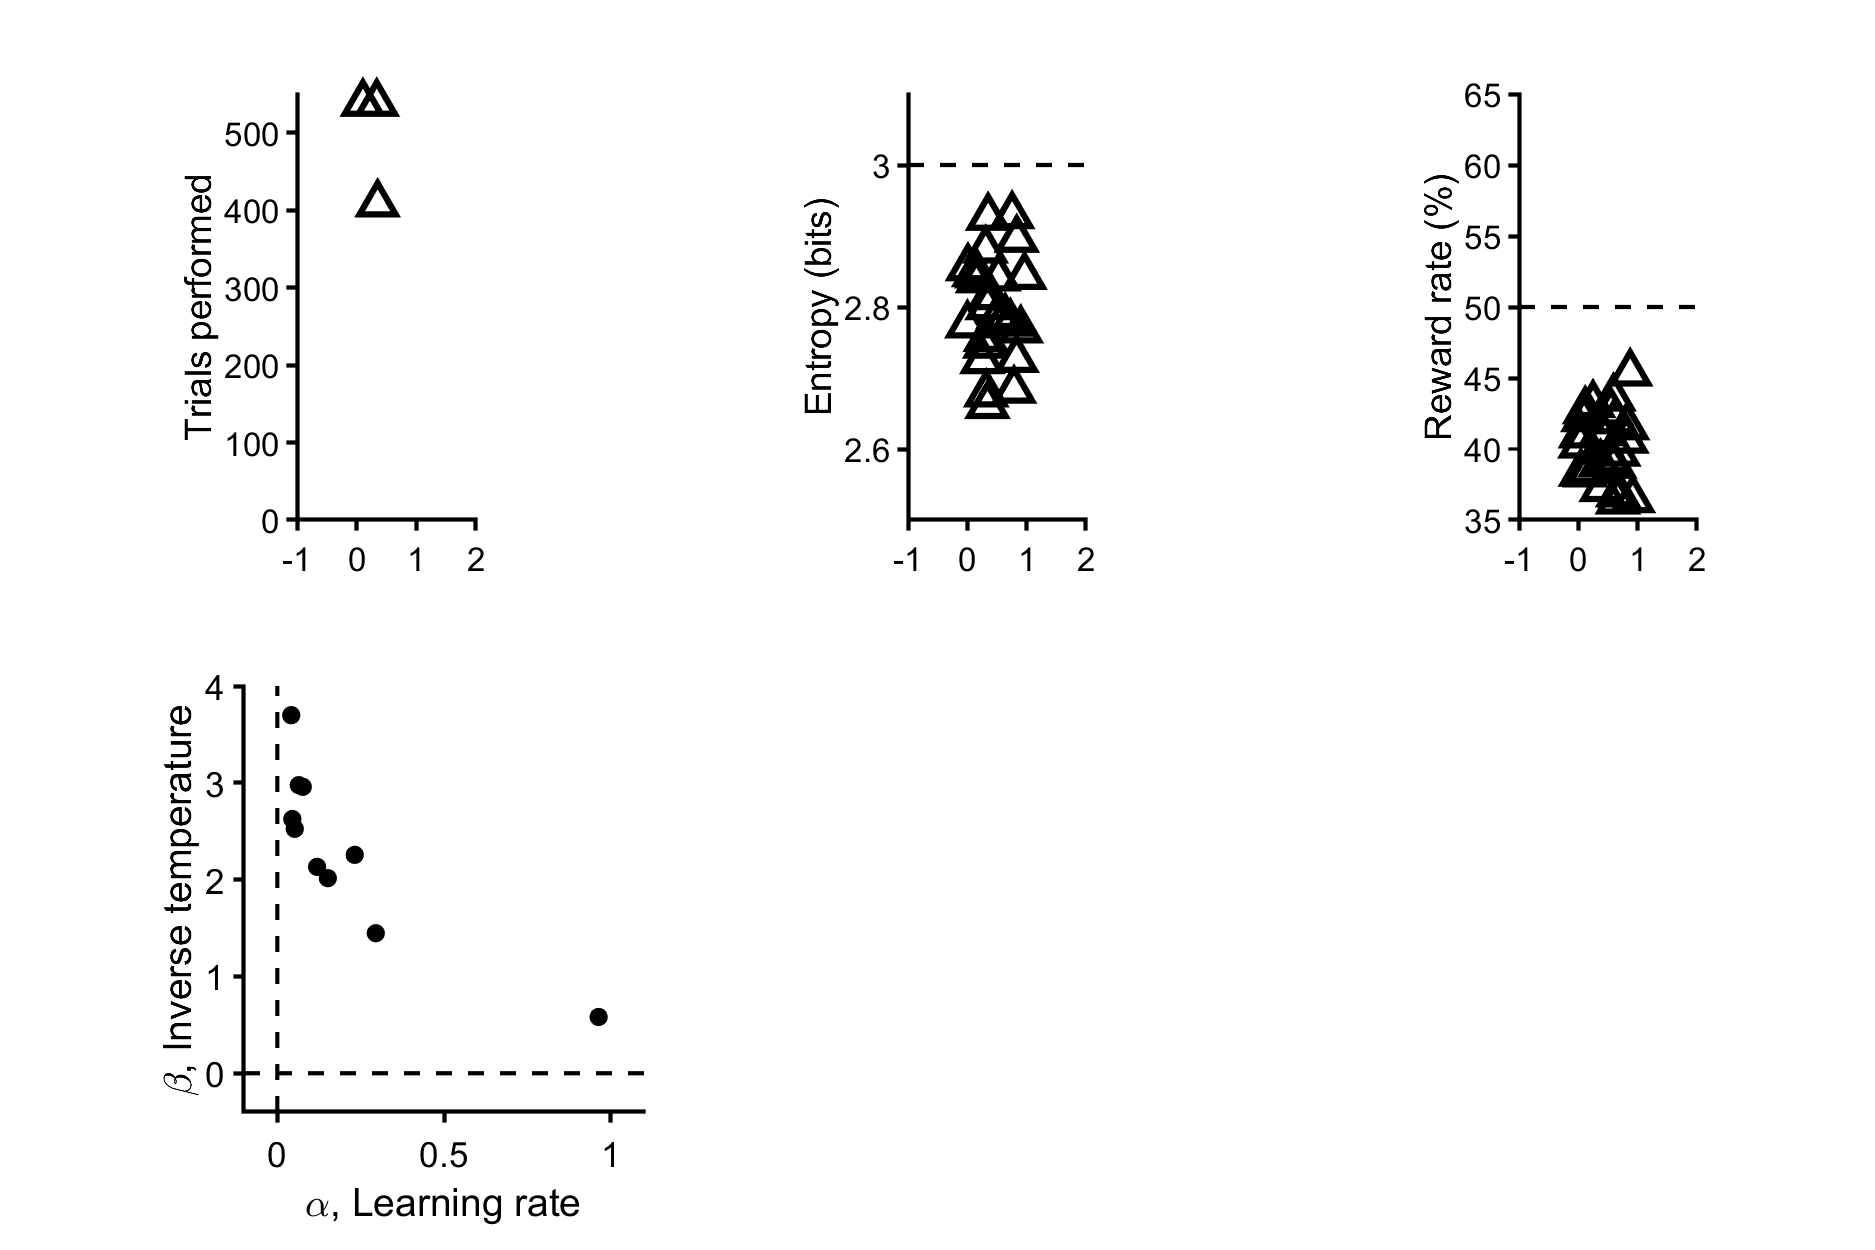 Trials performed
500
400
300
200
100
0
-1 0 1 2
Entropy (bits)
3
2.8
2.6
-1 0 1 2
Reward rate (%)
65
60
55
50
45
40
35
-1 0 1 2
β, Inverse temperature
4
3
2
1
0
0 0.5 1
α, Learning rate